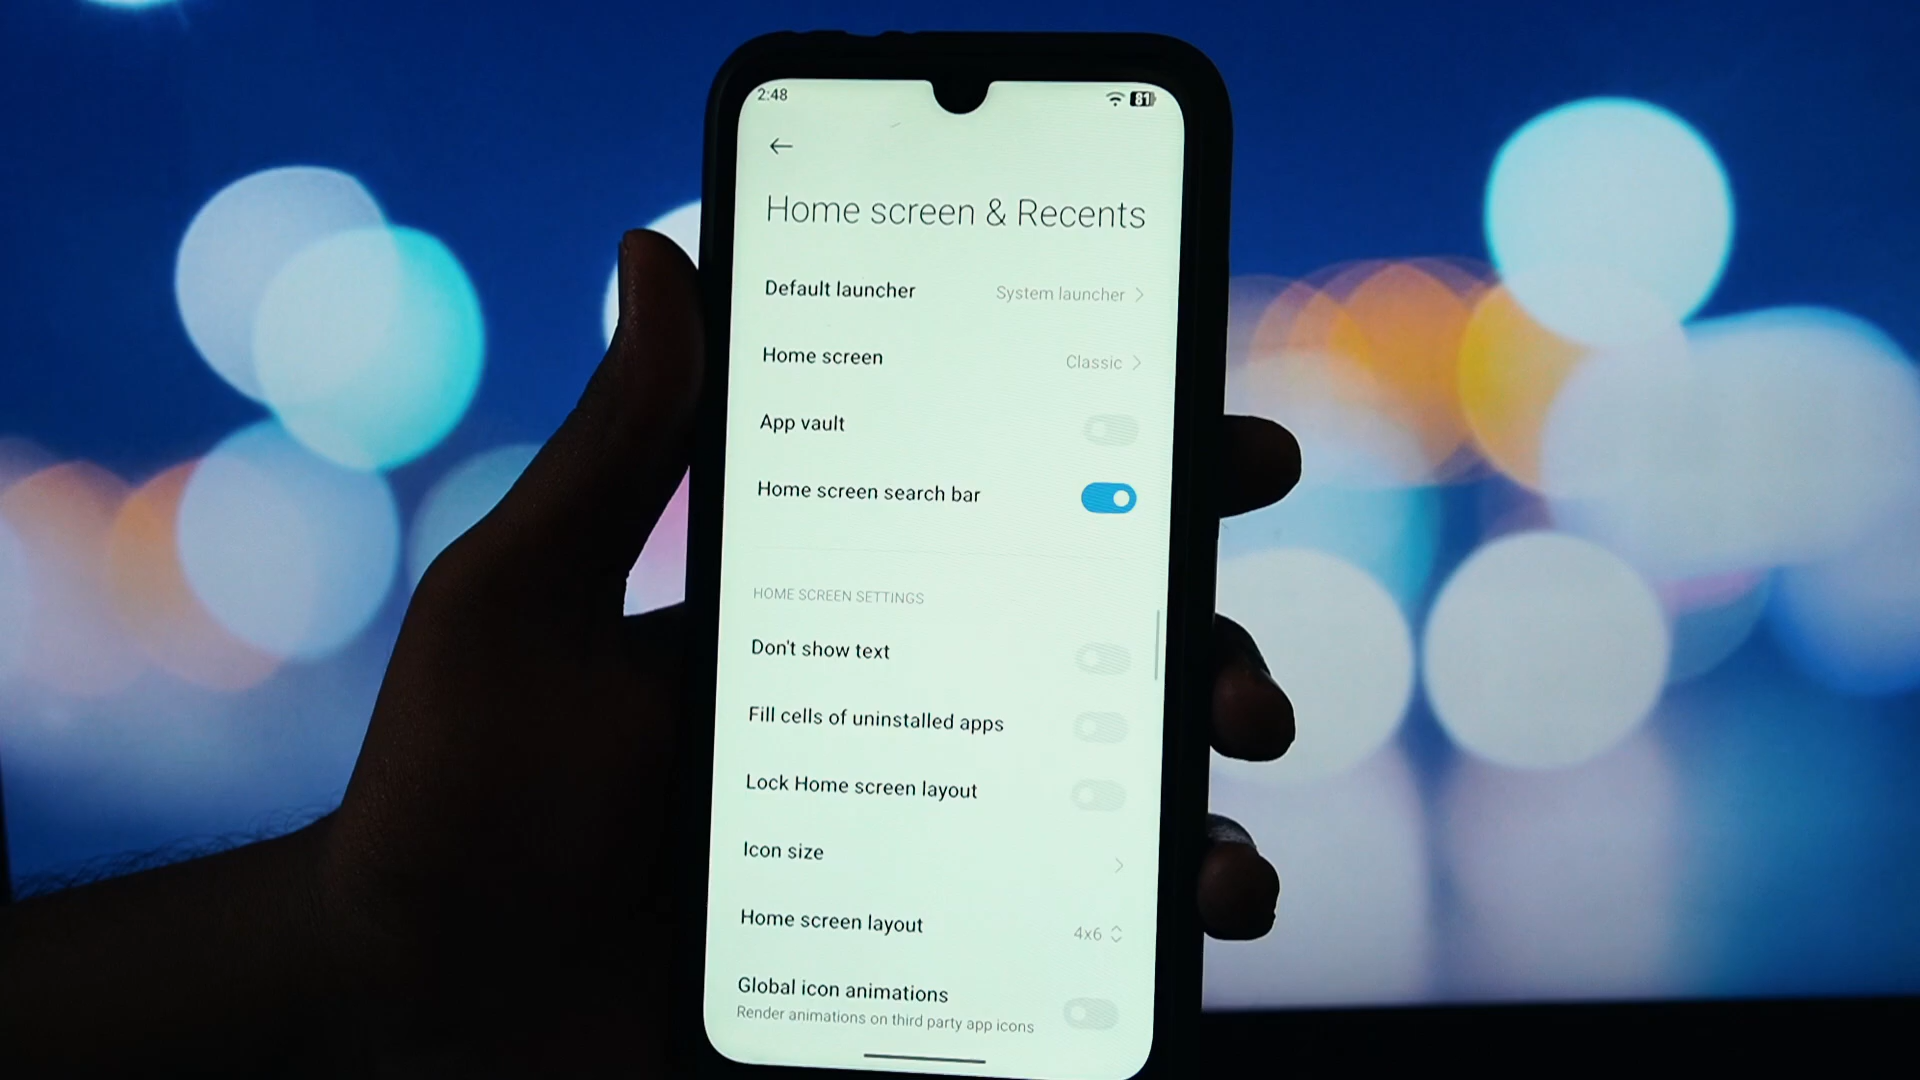 2:48
81
Home screen & Recents
Default launcher System launcher
Home screen Classic
App vault
Home screen search bar
HOME SCREEN SETTINGS
Don't show text
Fill cells of uninstalled apps
Lock Home screen layout
Icon size
Home screen layout 4x6
Global icon animations
Render animations on third party app icons